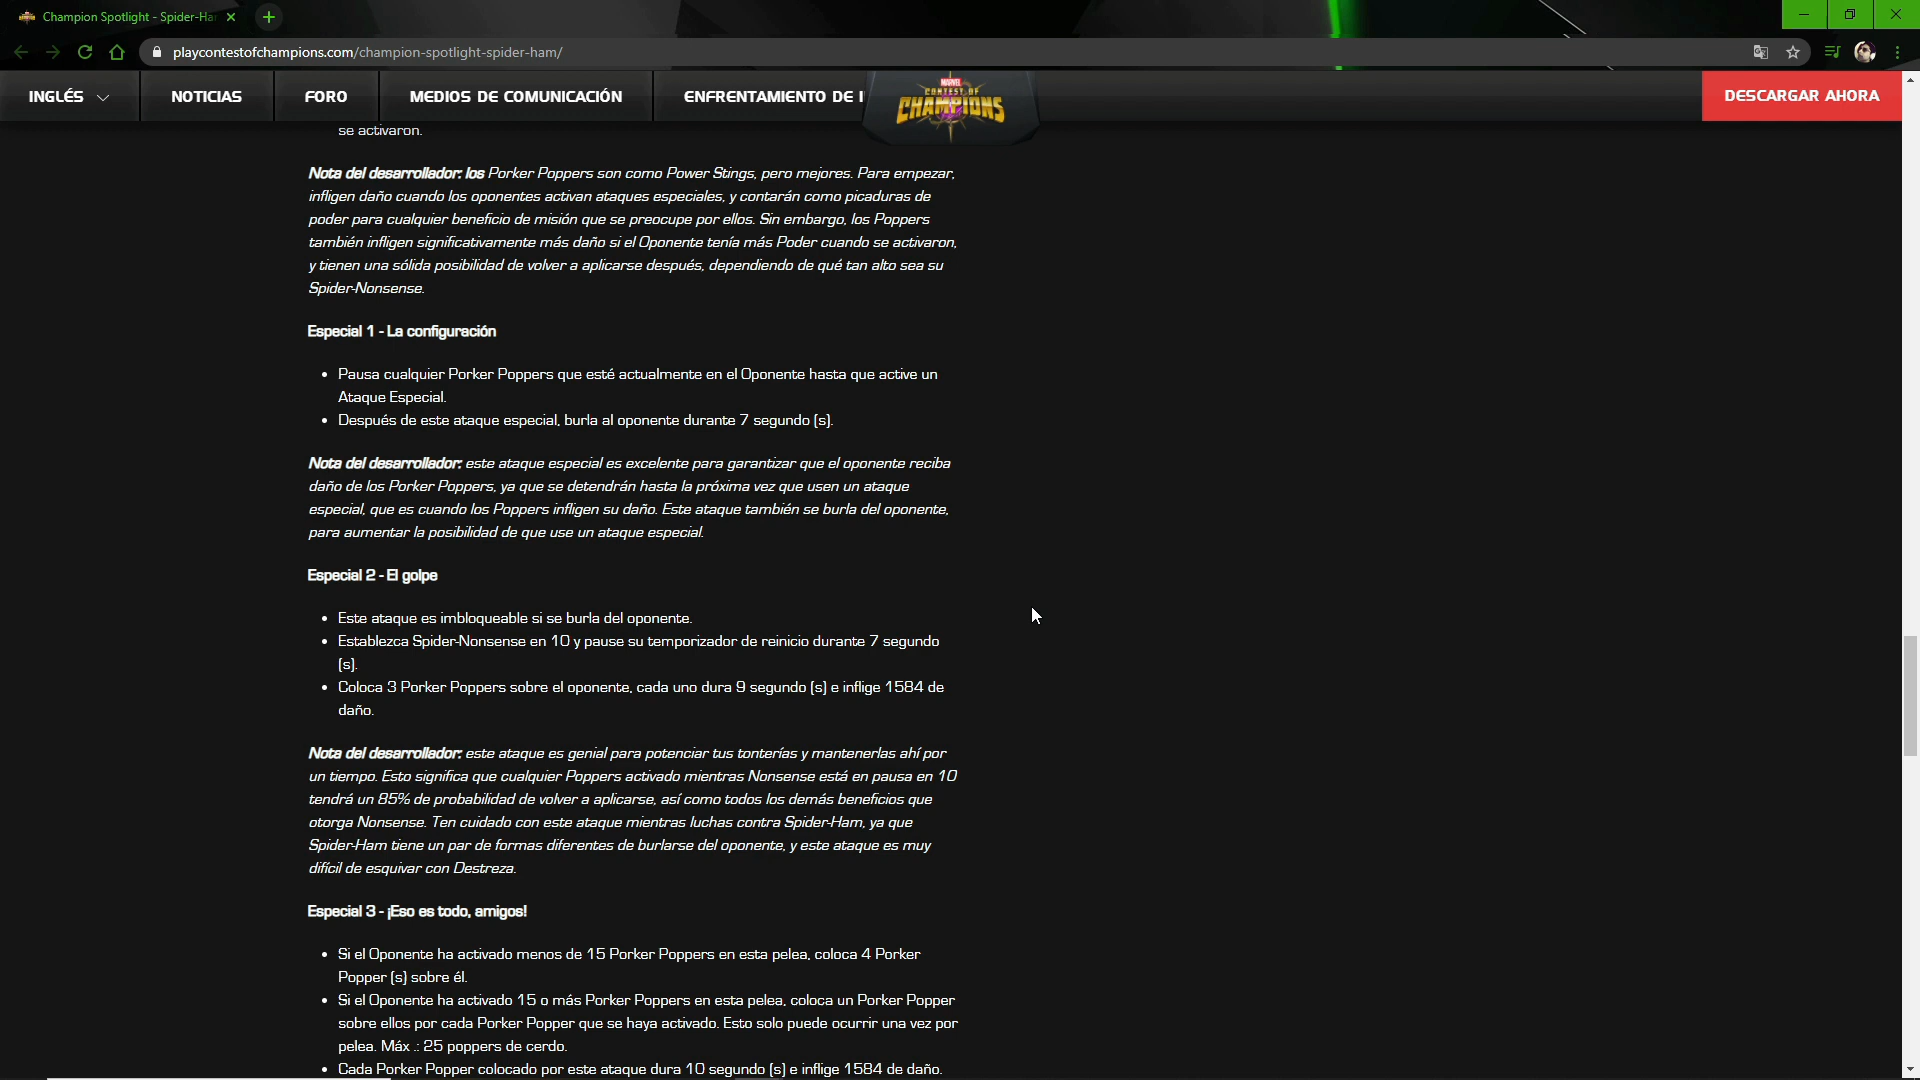 Champion Spotlight - Spider-Ha
playcontestofchampions.com/champion-spotlight-spider-ham/
INGLÉS
NOTICIAS
FORO
MEDIOS DE COMUNICACIÓN
ENFRENTAMIENTO DE I
MARVEL
CONTEST OF
CHAMPIONS
DESCARGAR AHORA
se activaron.
Nota del desarrollador: los Porker Poppers son como Power Stings, pero mejores. Para empezar,
infligen daño cuando los oponentes activan ataques especiales, y contarán como picaduras de
poder para cualquier beneficio de misión que se preocupe por ellos. Sin embargo, los Poppers
también infligen significativamente más daño si el Oponente tenía más Poder cuando se activaron,
y tienen una sólida posibilidad de volver a aplicarse después, dependiendo de qué tan alto sea su
Spider-Nonsense.
Especial 1 - La configuración
• Pausa cualquier Porker Poppers que esté actualmente en el Oponente hasta que active un
Ataque Especial.
• Después de este ataque especial, burla al oponente durante 7 segundo (s).
Nota del desarrollador: este ataque especial es excelente para garantizar que el oponente reciba
daño de los Porker Poppers, ya que se detendrán hasta la próxima vez que usen un ataque
especial, que es cuando los Poppers infligen su daño. Este ataque también se burla del oponente,
para aumentar la posibilidad de que use un ataque especial.
Especial 2 - El golpe
• Este ataque es imbloqueable si se burla del oponente.
• Establezca Spider-Nonsense en 10 y pause su temporizador de reinicio durante 7 segundo
(s).
• Coloca 3 Porker Poppers sobre el oponente, cada uno dura 9 segundo (s) e inflige 1584 de
daño.
Nota del desarrollador: este ataque es genial para potenciar tus tonterías y mantenerlas ahí por
un tiempo. Esto significa que cualquier Poppers activado mientras Nonsense está en pausa en 10
tendrá un 85% de probabilidad de volver a aplicarse, así como todos los demás beneficios que
otorga Nonsense. Ten cuidado con este ataque mientras luchas contra Spider-Ham, ya que
Spider-Ham tiene un par de formas diferentes de burlarse del oponente, y este ataque es muy
difícil de esquivar con Destreza.
Especial 3 - ¡Eso es todo, amigos!
• Si el Oponente ha activado menos de 15 Porker Poppers en esta pelea, coloca 4 Porker
Popper (s) sobre él.
• Si el Oponente ha activado 15 o más Porker Poppers en esta pelea, coloca un Porker Popper
sobre ellos por cada Porker Popper que se haya activado. Esto solo puede ocurrir una vez por
pelea. Máx .: 25 poppers de cerdo.
• Cada Porker Popper colocado por este ataque dura 10 segundo (s) e inflige 1584 de daño.